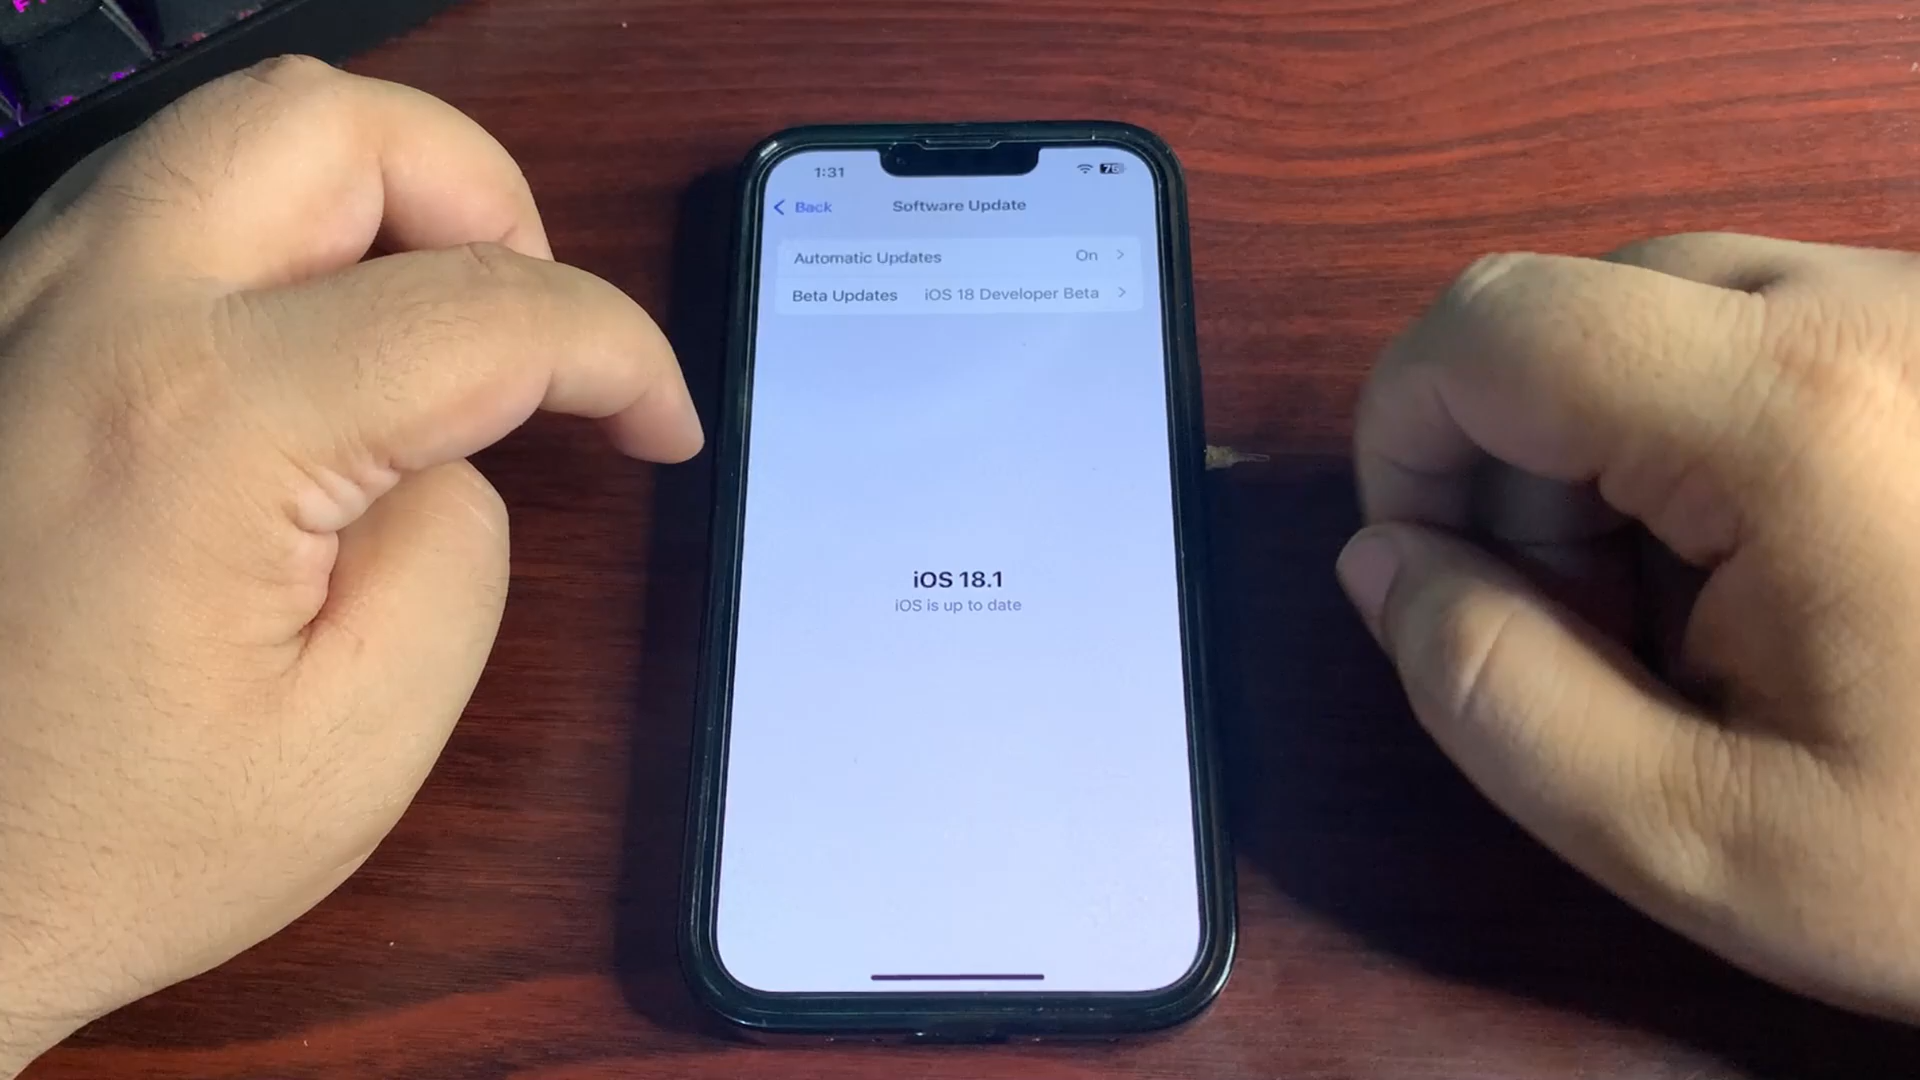 1:31
Back
Software Update
Automatic Updates On
Beta Updates iOS 18 Developer Beta
iOS 18.1
iOS is up to date